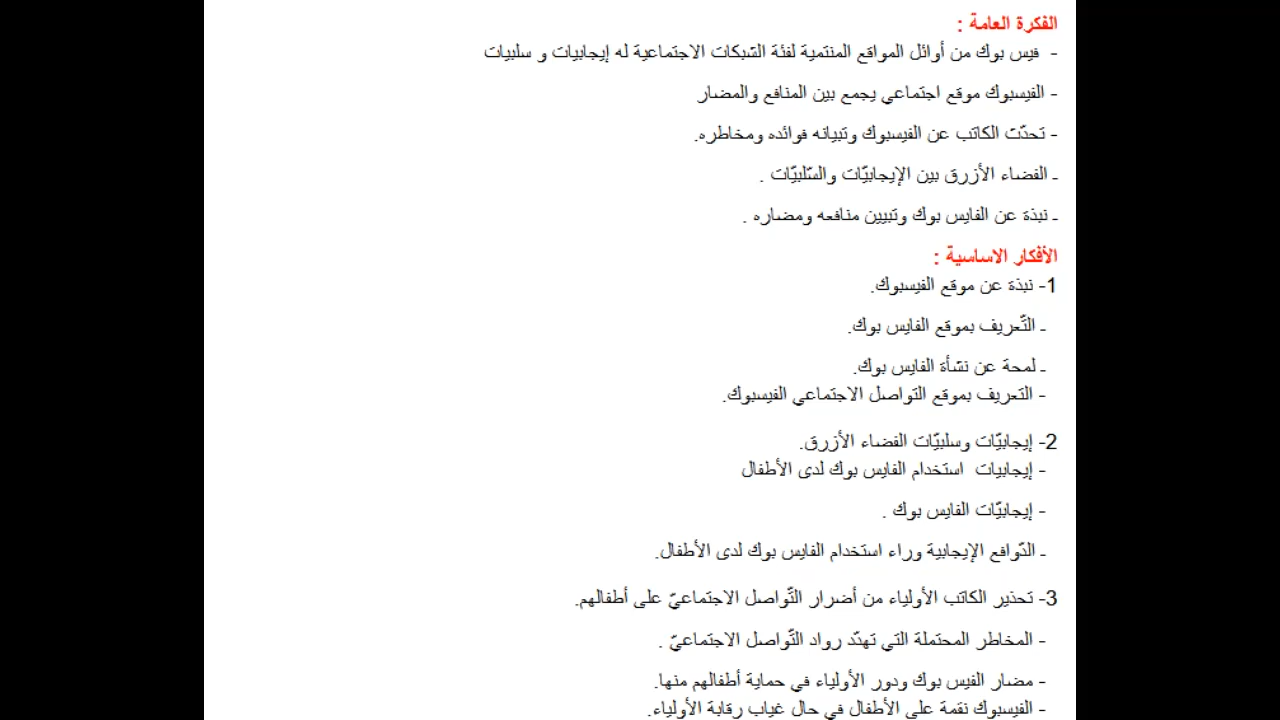 الفكرة العامة :
- فيس بوك من أوائل المواقع المنتمية لفئة الشبكات الاجتماعية له إيجابيات و سلبيات
- الفيسبوك موقع اجتماعي يجمع بين المنافع والمضار
- تحدّث الكاتب عن الفيسبوك وتبيانه فوائده ومخاطره.
ـ الفضاء الأزرق بين الإيجابيّات والسّلبيّات .
ـ نبذة عن الفايس بوك وتبيين منافعه ومضاره .
الأفكار الاساسية :
1- نبذة عن موقع الفيسبوك.
ـ التّعريف بموقع الفايس بوك.
ـ لمحة عن نشأة الفايس بوك.
- التعريف بموقع التواصل الاجتماعي الفيسبوك.
2- إيجابيّات وسلبيّات الفضاء الأزرق.
- إيجابيات استخدام الفايس بوك لدى الأطفال
- إيجابيّات الفايس بوك .
ـ الدّوافع الإيجابية وراء استخدام الفايس بوك لدى الأطفال.
3- تحذير الكاتب الأولياء من أضرار التّواصل الاجتماعيّ على أطفالهم.
- المخاطر المحتملة التي تهدّد رواد التّواصل الاجتماعيّ .
- مضار الفيس بوك ودور الأولياء في حماية أطفالهم منها.
- الفيسبوك نقمة على الأطفال في حال غياب رقابة الأولياء.